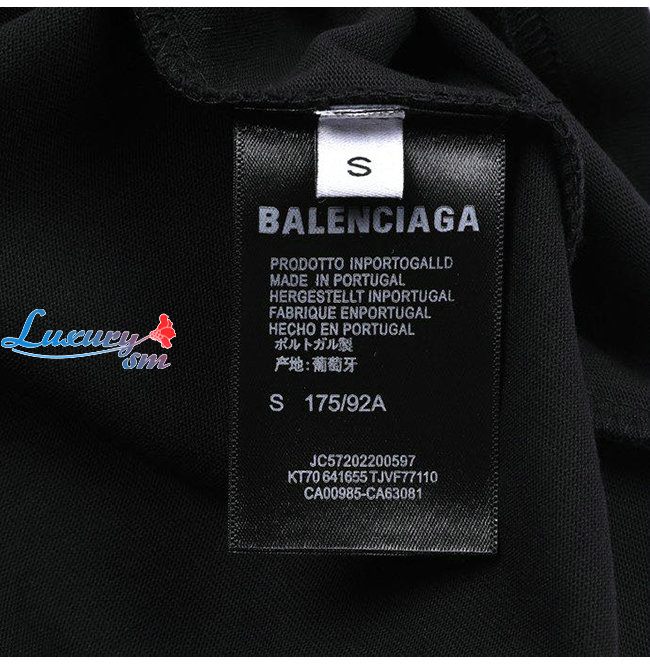 S
BALENCIAGA
PRODOTTO INPORTOGALLD
MADE IN PORTUGAL
HERGESTELLT INPORTUGAL
FABRIQUE ENPORTUGAL
HECHO EN PORTUGAL
ポルトガル製
产地:葡萄牙
S 175/92A
JC57202200597
KT70 641655 TJVF77110
CA00985-CA63081
Luxury
sm